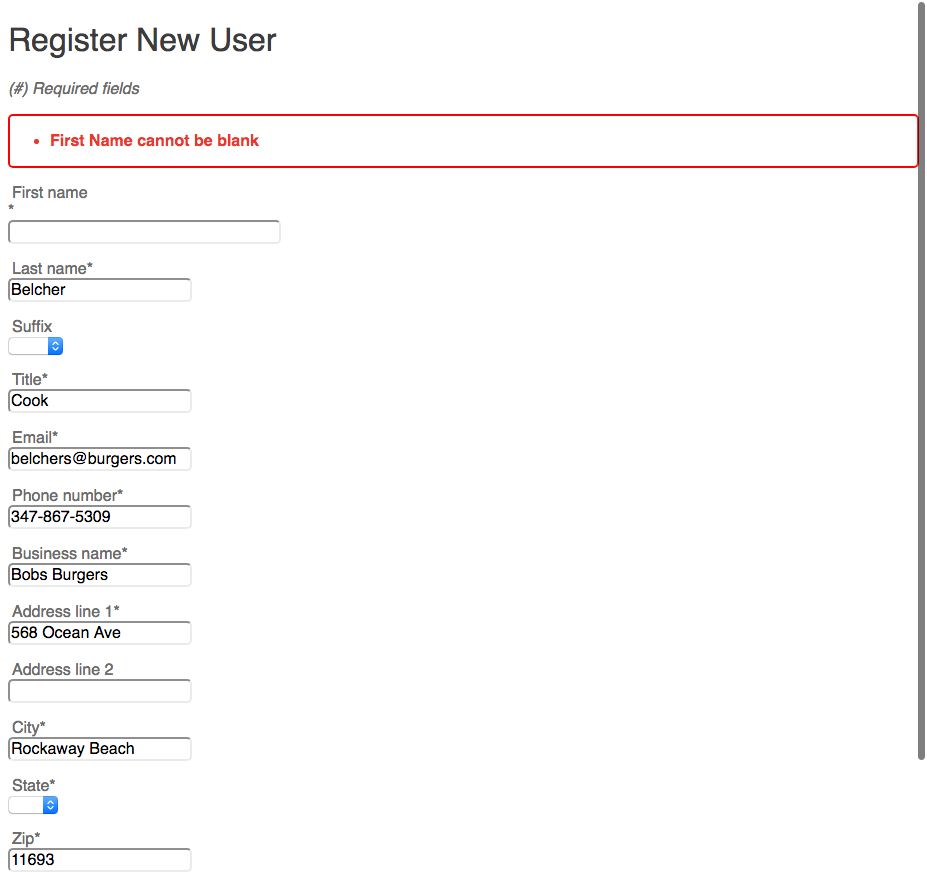 Register New User
(#) Required fields
• First Name cannot be blank
First name
*
Last name*
Belcher
Suffix
Title*
Cook
Email*
belchers@burgers.com
Phone number*
347-867-5309
Business name*
Bobs Burgers
Address line 1*
568 Ocean Ave
Address line 2
City*
Rockaway Beach
State*
Zip*
11693